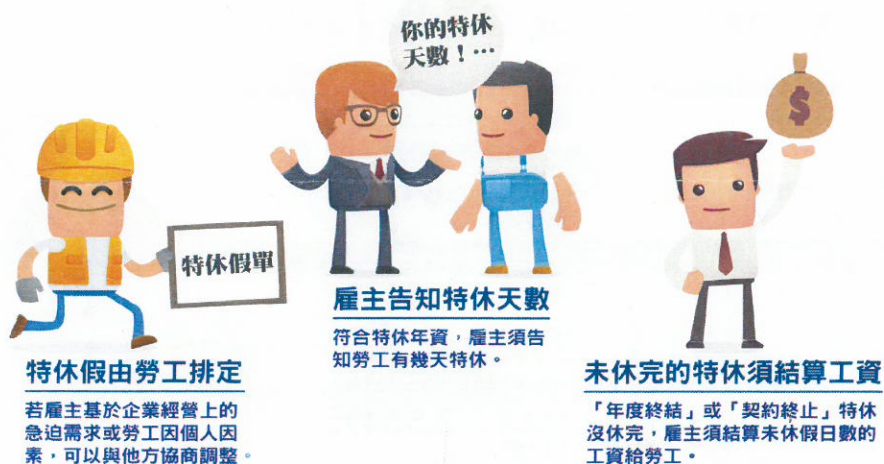 你的特休
天數！…
特休假單
$
雇主告知特休天數
符合特休年資，雇主須告
知勞工有幾天特休。
特休假由勞工排定
若雇主基於企業經營上的
急迫需求或勞工因個人因
素，可以與他方協商調整。
未休完的特休須結算工資
「年度終結」或「契約終止」特休
沒休完，雇主須結算未休假日數的
工資給勞工。